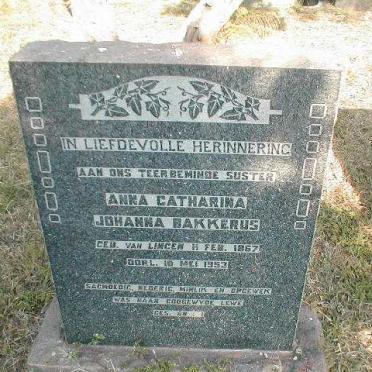 IN LIEFDEVOLLE HERINNERING
AAN ONS TEERBEMINDE SUSTER
ANNA CATHARINA
JOHANNA BAKKERUS
GEB. VAN LINGEN 11 FEB. 1867
OORL. 10 MEI 1953
SAGMOEDIG, NEDERIG, MINLIK EN OPGEWEK
WAS HAAR GODGEWYDE LEWE
GES.